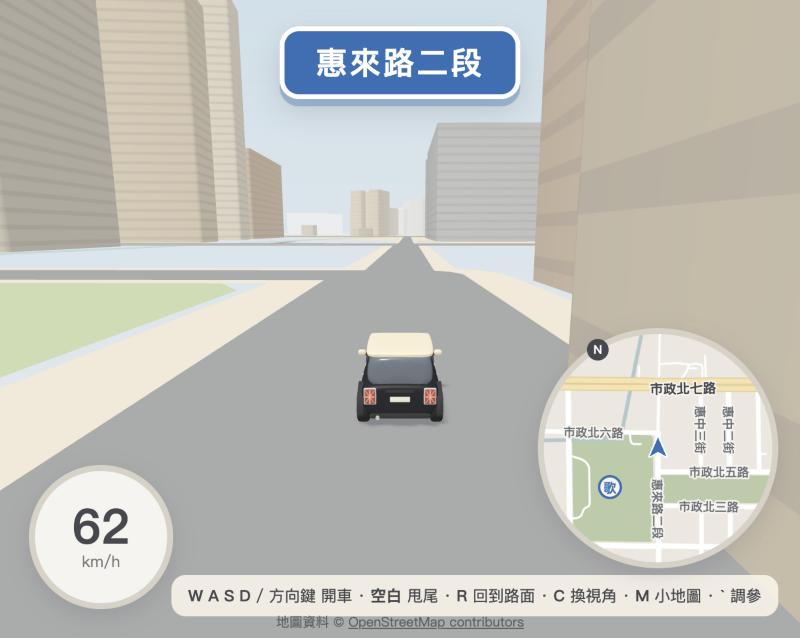 惠來路二段
N
市政北七路
惠中三街
惠中二街
市政北六路
市政北五路
歌
惠來路二段
市政北三路
62
km/h
W A S D / 方向鍵 開車 · 空白 甩尾 · R 回到路面 · C 換視角 · M 小地圖 · ` 調參
地圖資料 © OpenStreetMap contributors